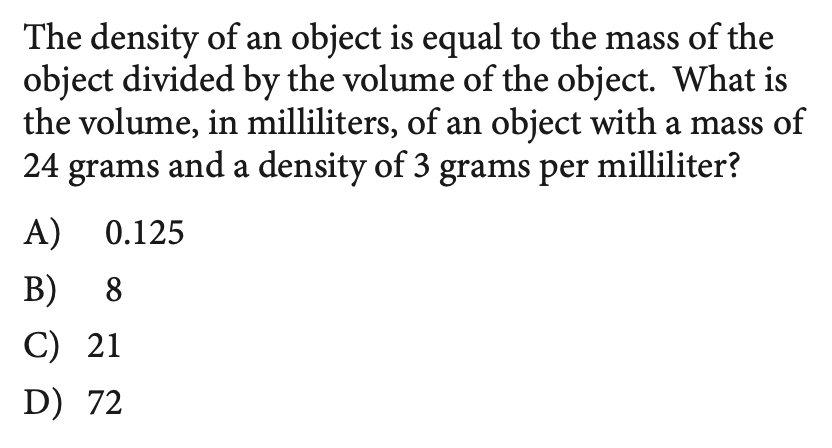 The density of an object is equal to the mass of the
object divided by the volume of the object. What is
the volume, in milliliters, of an object with a mass of
24 grams and a density of 3 grams per milliliter?
A) 0.125
B) 8
C) 21
D) 72